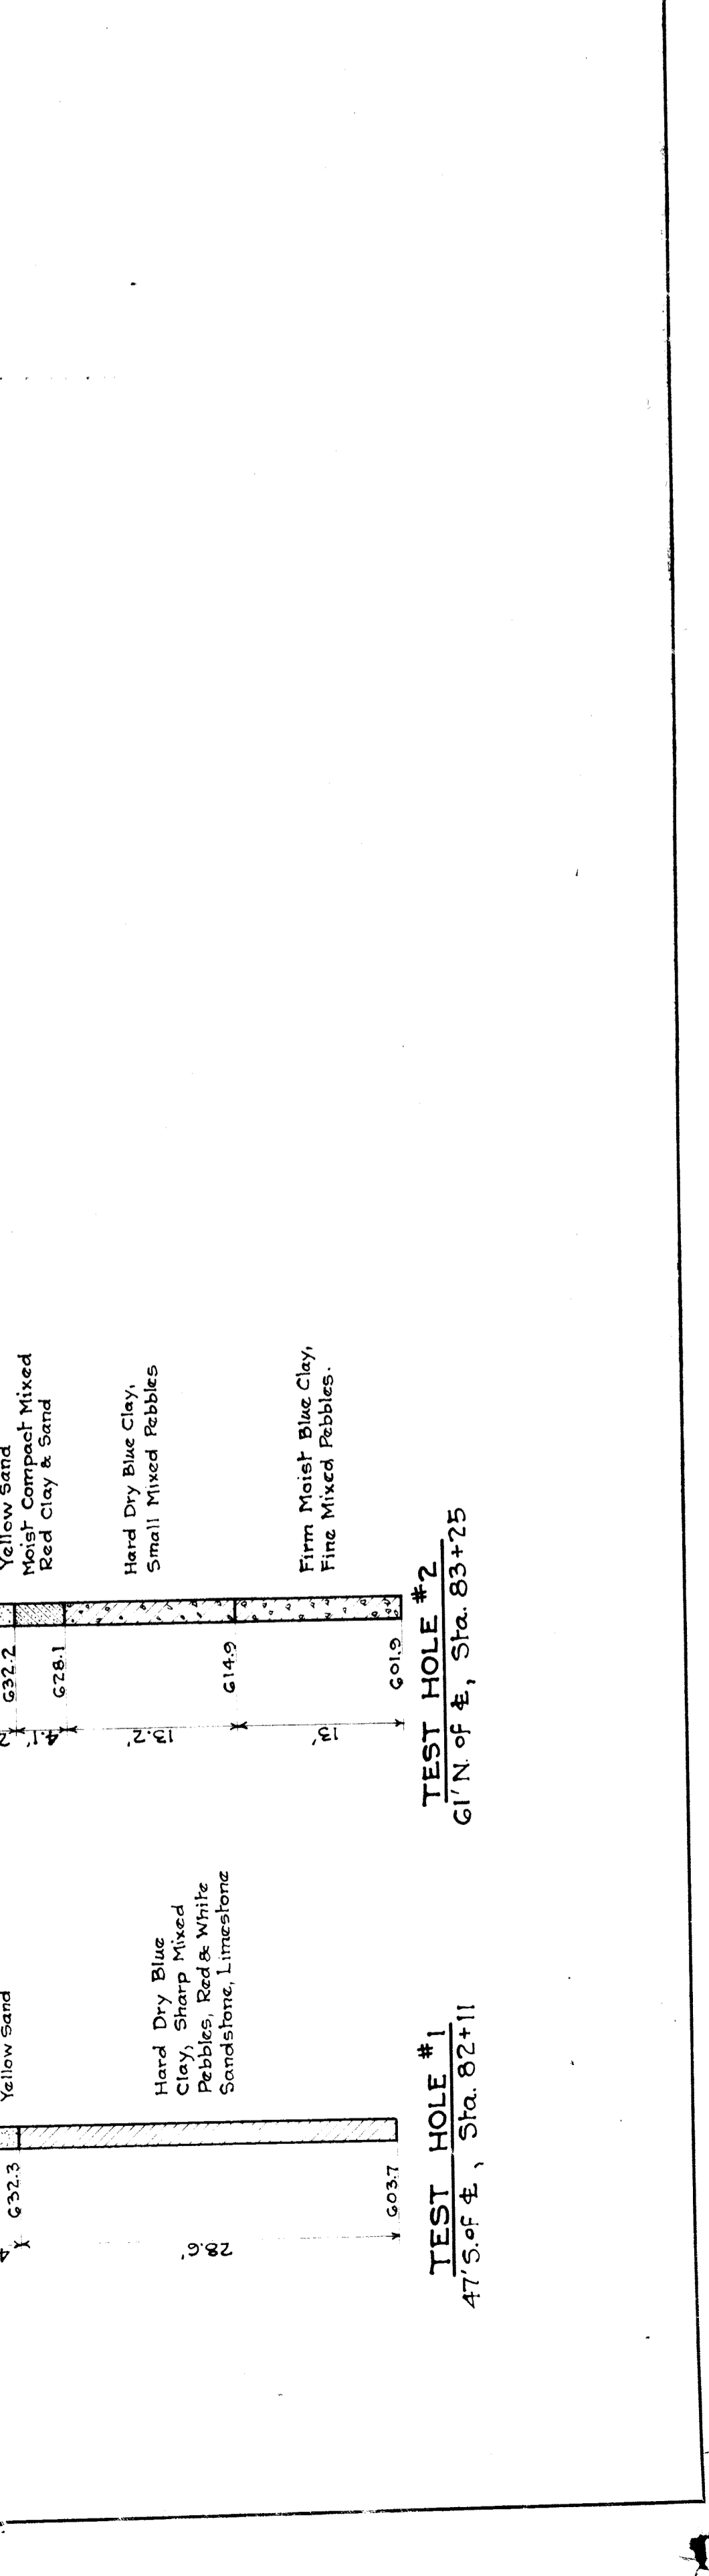 Yellow Sand
632.3
28.6'
Hard Dry Blue
Clay, Sharp Mixed
Pebbles, Red & White
Sandstone, Limestone
603.7
TEST HOLE #1
47' S. of ℄, Sta. 82+11
Yellow Sand
632.2
Moist Compact Mixed
Red Clay & Sand
4.1'
628.1
Hard Dry Blue Clay,
Small Mixed Pebbles
13.2'
614.9
Firm Moist Blue Clay,
Fine Mixed Pebbles.
13'
601.9
TEST HOLE #2
61' N. of ℄, Sta. 83+25